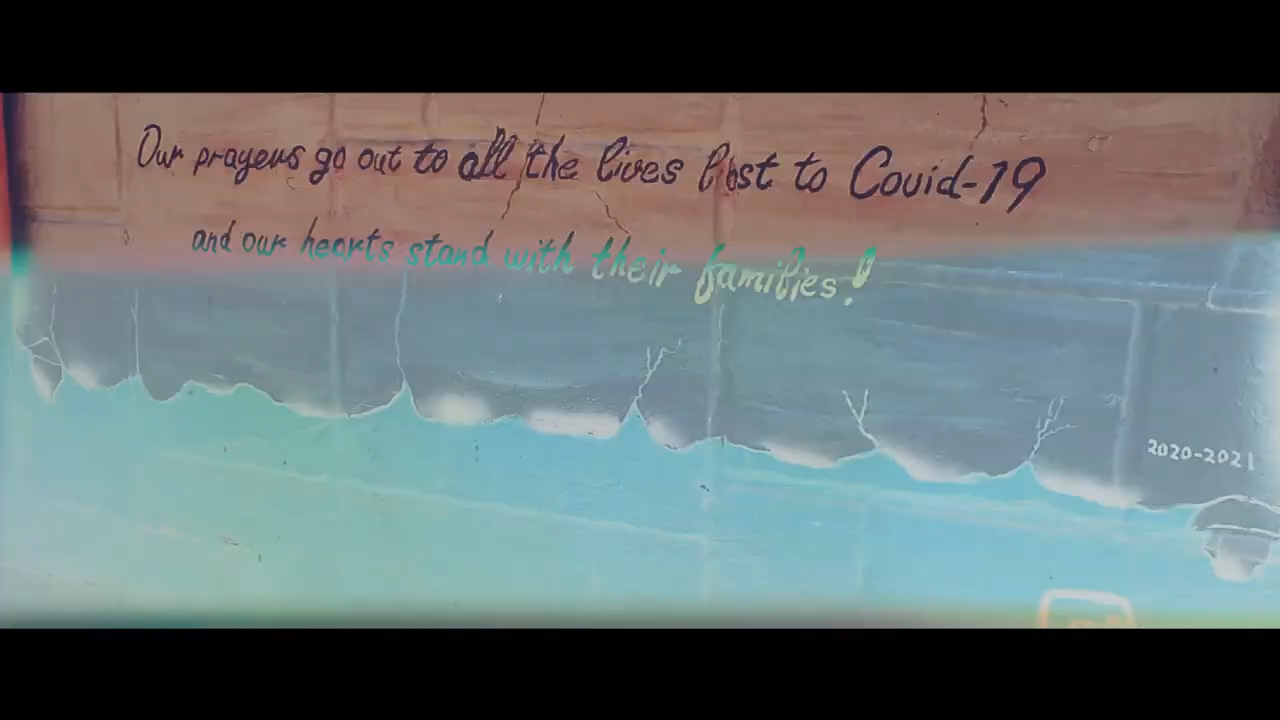 Our prayers go out to all the lives lost to Covid-19
and our hearts stand with their families!
2020-2021